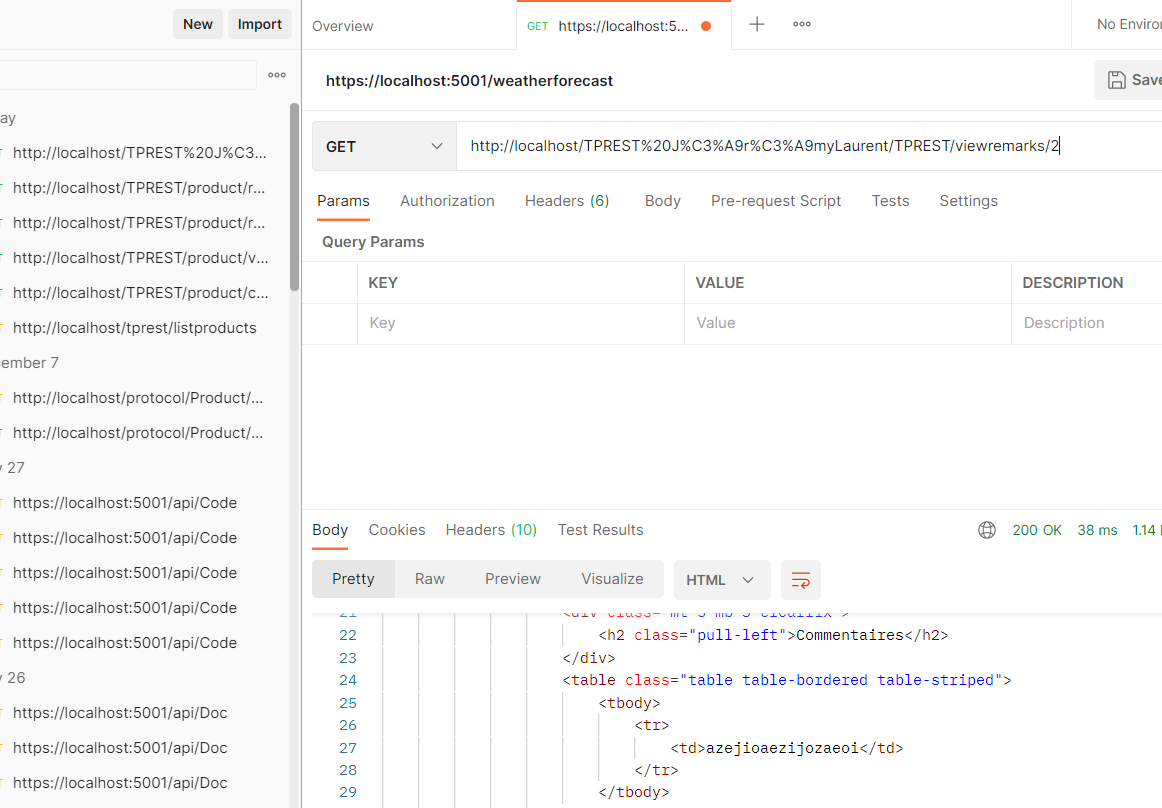 New Import
Overview
GET https://localhost:5...
No Enviro
https://localhost:5001/weatherforecast
Save
ay
http://localhost/TPREST%20J%C3...
http://localhost/TPREST/product/r...
http://localhost/TPREST/product/r...
http://localhost/TPREST/product/v...
http://localhost/TPREST/product/c...
http://localhost/tprest/listproducts
ember 7
http://localhost/protocol/Product/...
http://localhost/protocol/Product/...
27
https://localhost:5001/api/Code
https://localhost:5001/api/Code
https://localhost:5001/api/Code
https://localhost:5001/api/Code
https://localhost:5001/api/Code
26
https://localhost:5001/api/Doc
https://localhost:5001/api/Doc
https://localhost:5001/api/Doc
GET
http://localhost/TPREST%20J%C3%A9r%C3%A9myLaurent/TPREST/viewremarks/2
Params Authorization Headers (6) Body Pre-request Script Tests Settings
Query Params
KEY VALUE DESCRIPTION
Key Value Description
Body Cookies Headers (10) Test Results
200 OK 38 ms 1.14
Pretty Raw Preview Visualize HTML
21 <div class="mt-5 mb-3 clearfix">
22 <h2 class="pull-left">Commentaires</h2>
23 </div>
24 <table class="table table-bordered table-striped">
25 <tbody>
26 <tr>
27 <td>azejioaezijozaeoi</td>
28 </tr>
29 </tbody>